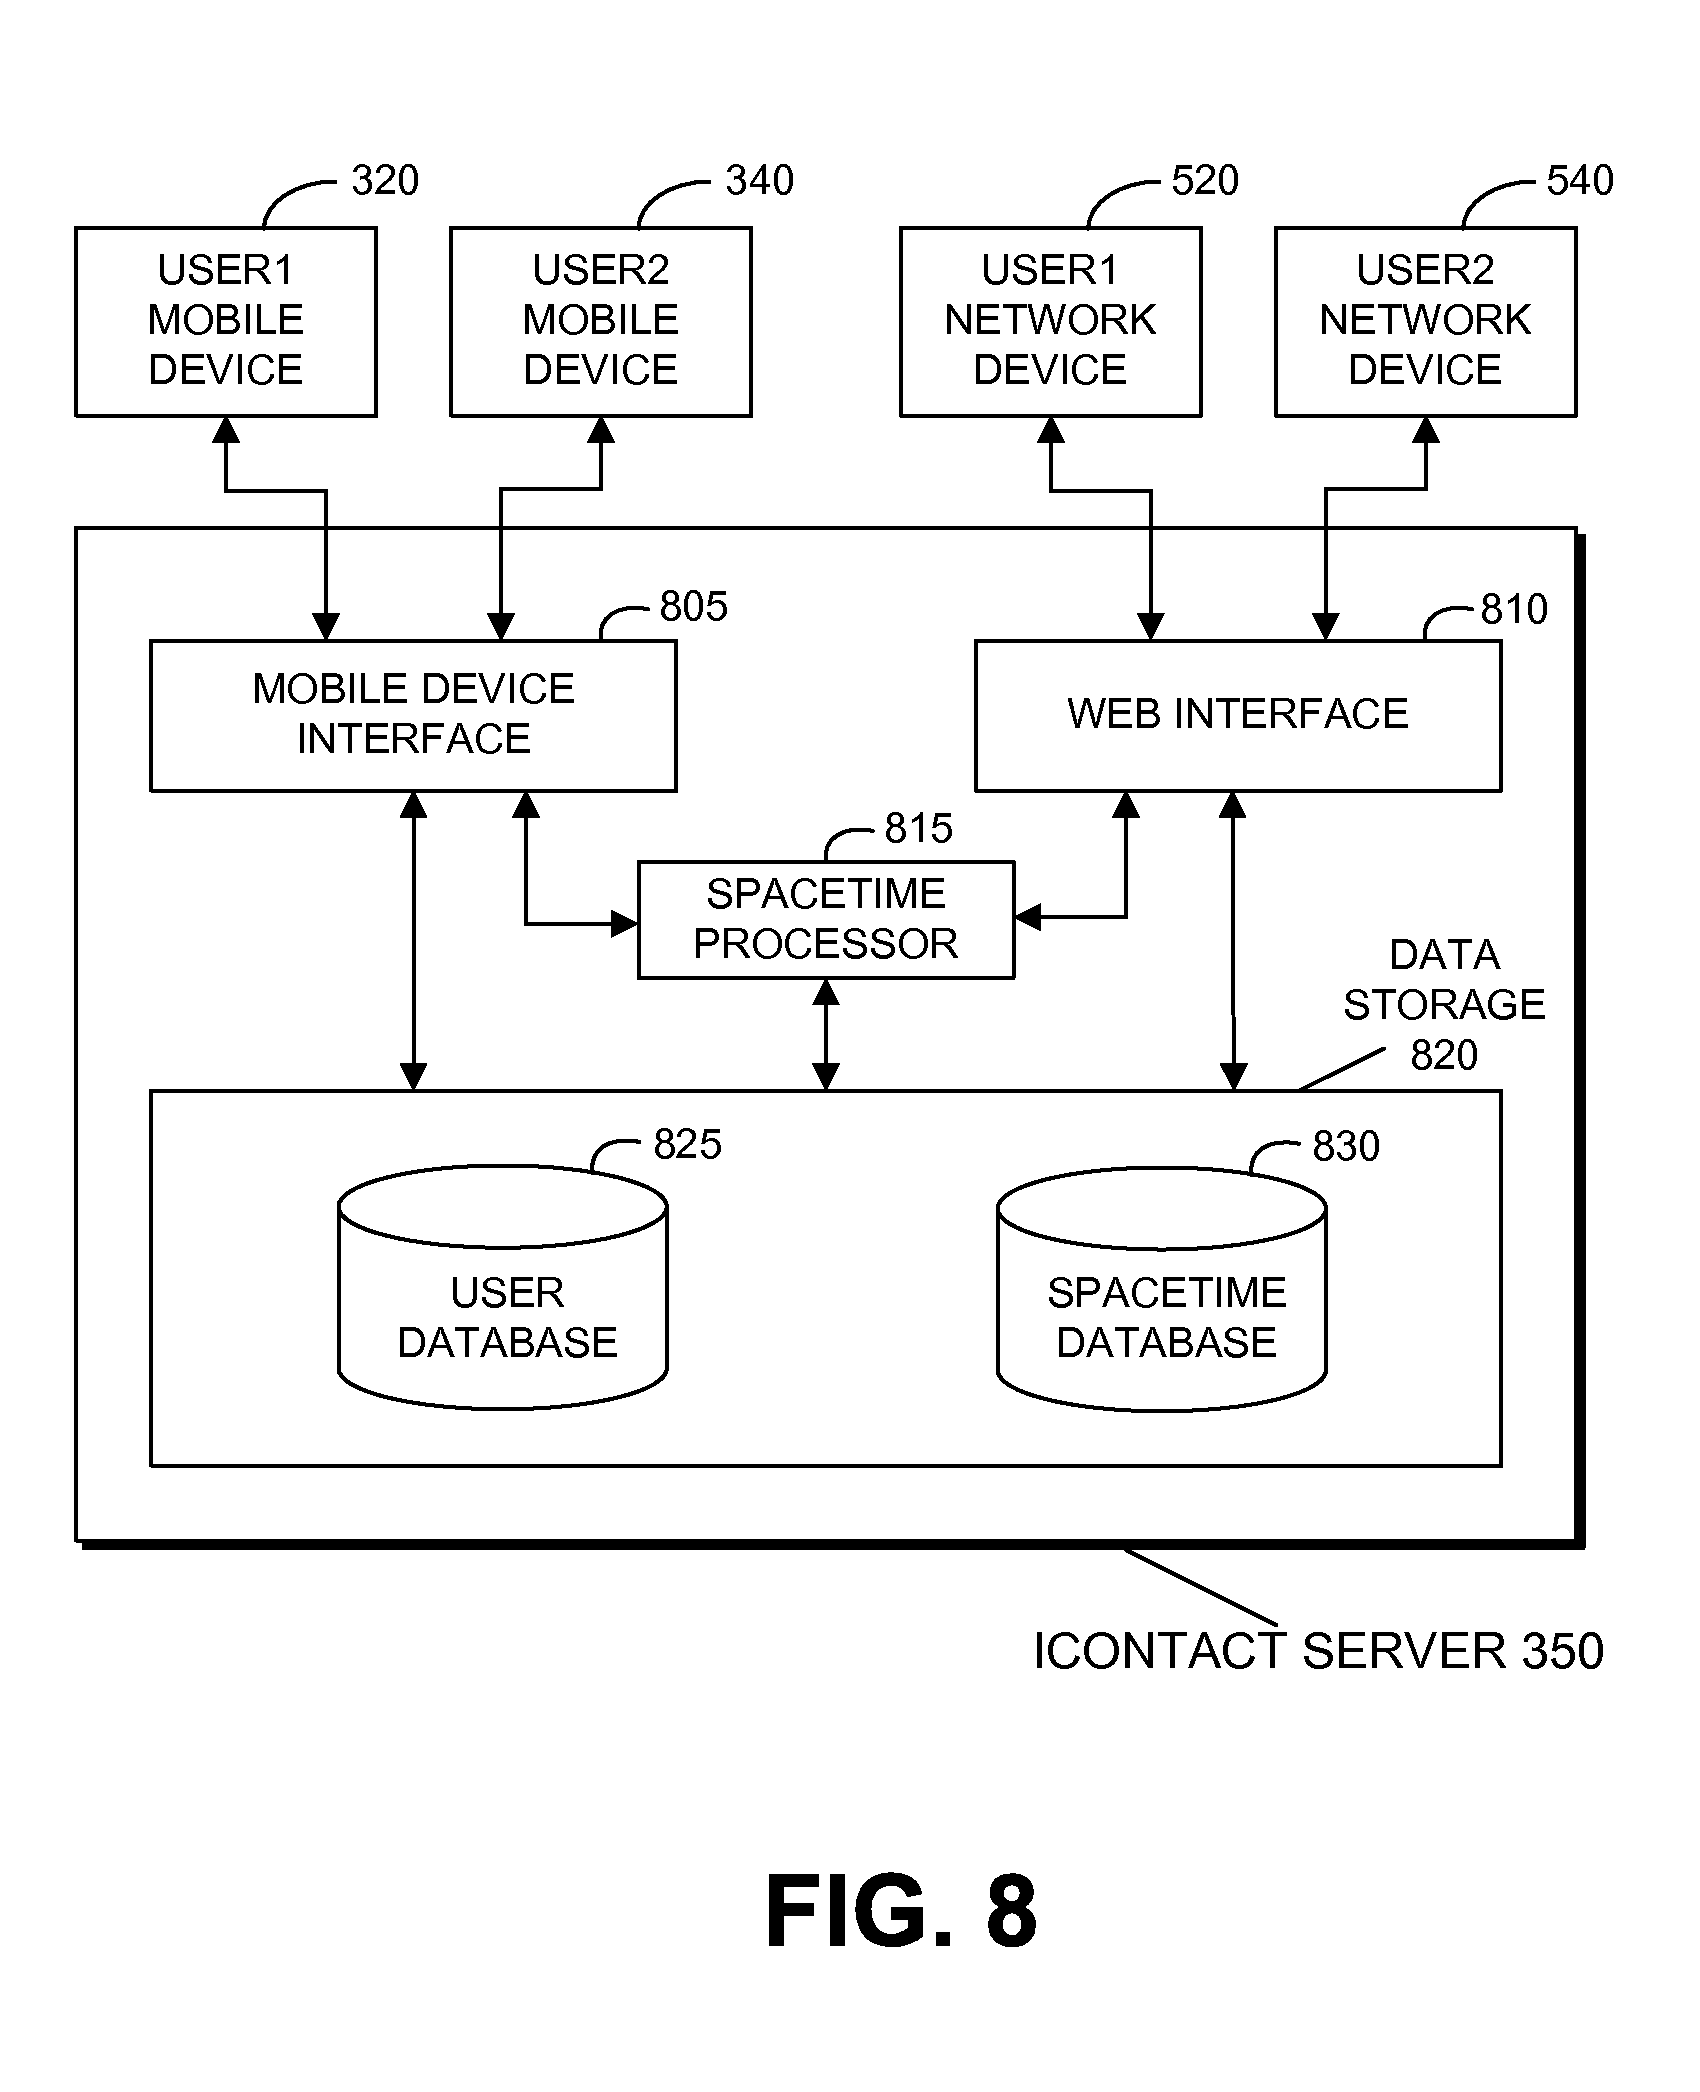 320
340
520
540
USER1
MOBILE
DEVICE
USER2
MOBILE
DEVICE
USER1
NETWORK
DEVICE
USER2
NETWORK
DEVICE
805
810
MOBILE DEVICE
INTERFACE
WEB INTERFACE
815
SPACETIME
PROCESSOR
DATA
STORAGE
820
825
830
USER
DATABASE
SPACETIME
DATABASE
ICONTACT SERVER 350
FIG. 8